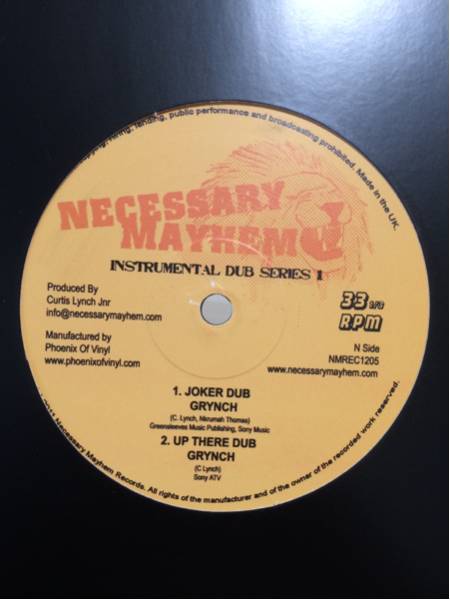 lending, public performance and broadcasting prohibited. Made in the UK.
NECESSARY
MAYHEM
INSTRUMENTAL DUB SERIES 1
Produced By
Curtis Lynch Jnr
info@necessarymayhem.com
Manufactured by
Phoenix Of Vinyl
www.phoenixofvinyl.com
33 1/3
RPM
N Side
NMREC1205
www.necessarymayhem.com
1. JOKER DUB
GRYNCH
(C. Lynch, Nkrumah Thomas)
Greensleeves Music Publishing, Sony Music
2. UP THERE DUB
GRYNCH
(C Lynch)
Sony ATV
Necessary Mayhem Records. All rights of the manufacturer and of the owner of the recorded work reserved.